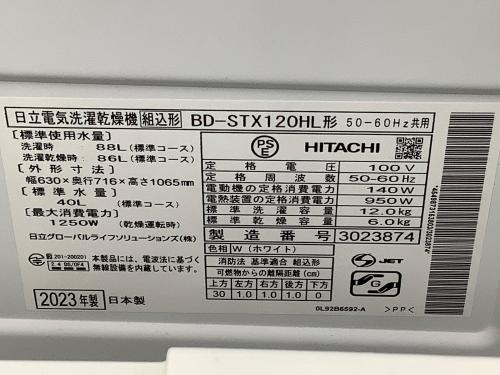 日立電気洗濯乾燥機 組込形 BD-STX120HL形 50-60Hz共用
[標準使用水量]
洗濯時 88L(標準コース)
洗濯乾燥時 86L(標準コース)
[外形寸法]
幅630×奥行716×高さ1065mm
[標準水量]
40L (標準コース)
[最大消費電力]
1250W (乾燥運転時)
日立グローバルライフソリューションズ(株)
R 201-200201
2.4 DS/OF4
本製品には、電波法に基づく
無線設備を内蔵しています。
2023年製 日本製
PSE HITACHI
定格電圧 100V
定格周波数 50-60Hz
電動機の定格消費電力 140W
電熱装置の定格消費電力 950W
標準洗濯容量 12.0kg
標準乾燥容量 6.0kg
製造番号 3023874
色相:W(ホワイト)
消防法 基準適合 組込形
可燃物からの離隔距離(cm)
上方 左方 右方 後方 下方
30 1.0 1.0 1.0 0
S JET
G
0L92B6592-A >PP<